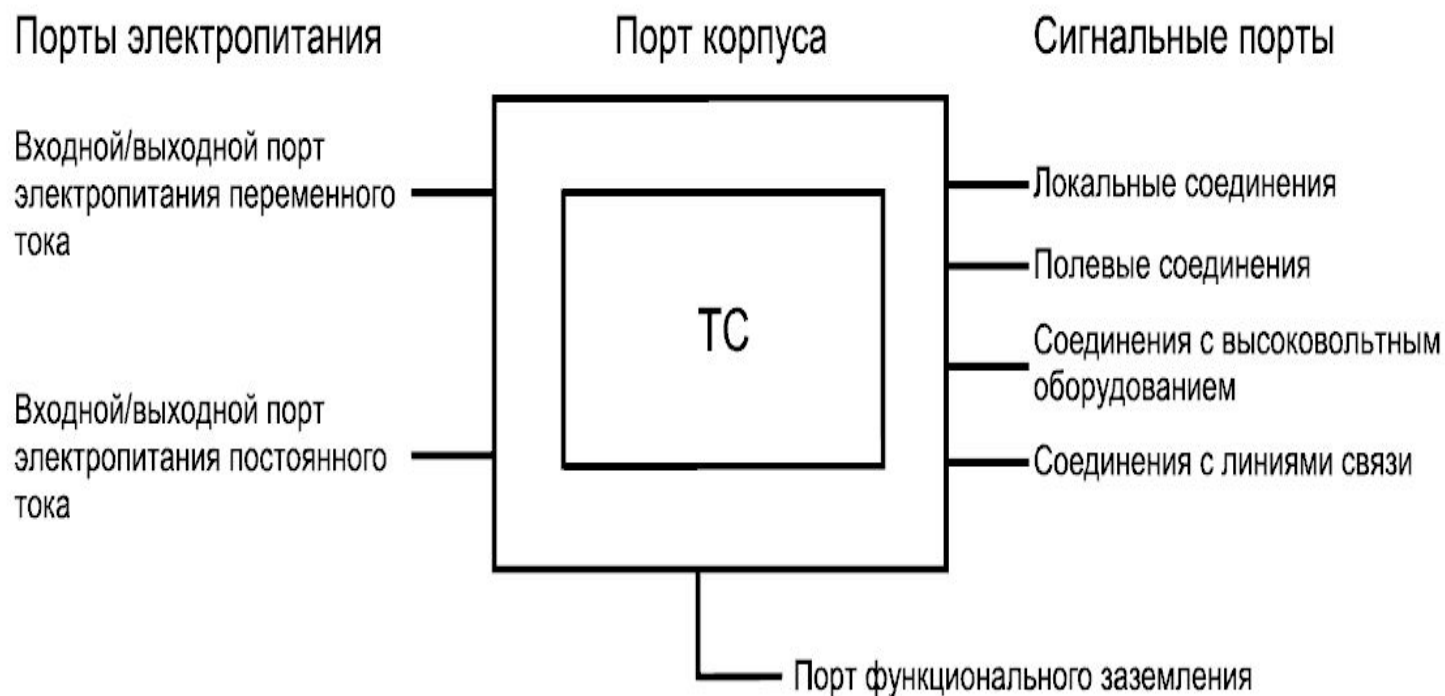 Порты электропитания
Порт корпуса
Сигнальные порты
Входной/выходной порт
электропитания переменного
тока
Входной/выходной порт
электропитания постоянного
тока
ТС
Локальные соединения
Полевые соединения
Соединения с высоковольтным
оборудованием
Соединения с линиями связи
Порт функционального заземления